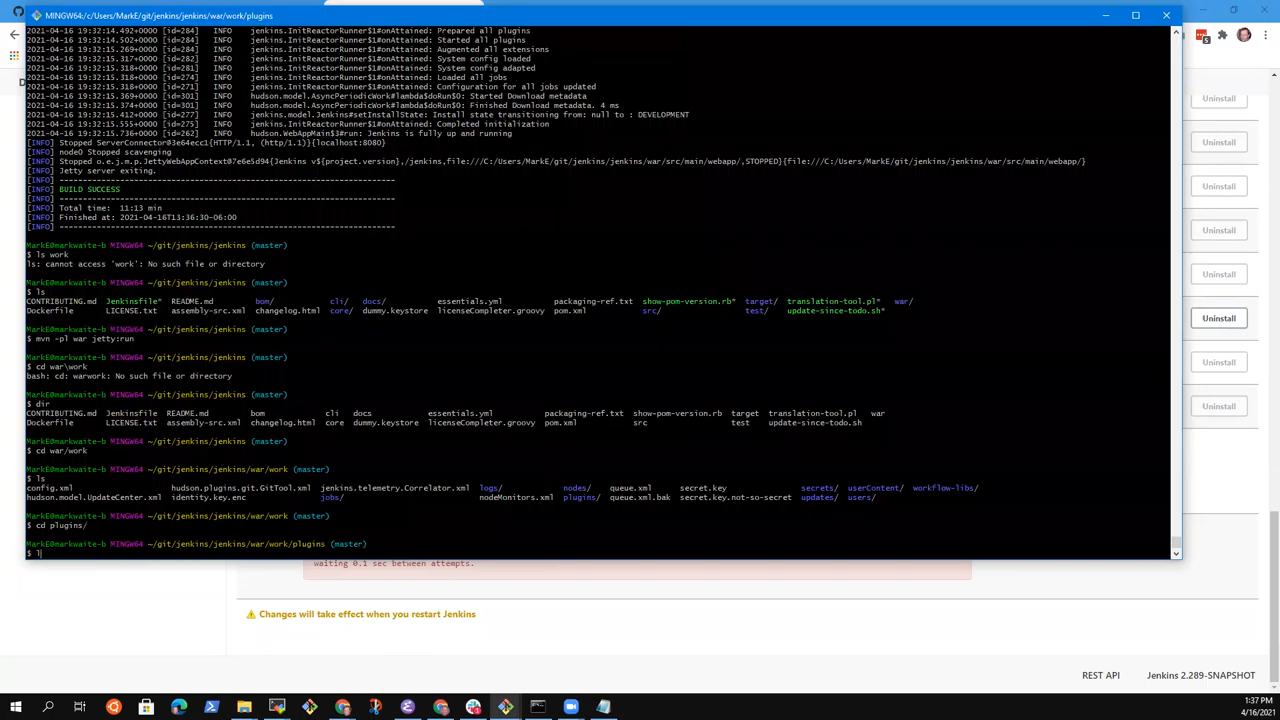 MINGW64:/c/Users/MarkE/git/jenkins/jenkins/war/work/plugins
2021-04-16 19:32:14.492+0000 [id=284]	INFO	jenkins.InitReactorRunner$1#onAttained: Prepared all plugins
2021-04-16 19:32:14.502+0000 [id=284]	INFO	jenkins.InitReactorRunner$1#onAttained: Started all plugins
2021-04-16 19:32:15.269+0000 [id=284]	INFO	jenkins.InitReactorRunner$1#onAttained: Augmented all extensions
2021-04-16 19:32:15.317+0000 [id=282]	INFO	jenkins.InitReactorRunner$1#onAttained: System config loaded
2021-04-16 19:32:15.318+0000 [id=281]	INFO	jenkins.InitReactorRunner$1#onAttained: System config adapted
2021-04-16 19:32:15.318+0000 [id=274]	INFO	jenkins.InitReactorRunner$1#onAttained: Loaded all jobs
2021-04-16 19:32:15.318+0000 [id=271]	INFO	jenkins.InitReactorRunner$1#onAttained: Configuration for all jobs updated
2021-04-16 19:32:15.369+0000 [id=301]	INFO	hudson.model.AsyncPeriodicWork#lambda$doRun$0: Started Download metadata
2021-04-16 19:32:15.374+0000 [id=301]	INFO	hudson.model.AsyncPeriodicWork#lambda$doRun$0: Finished Download metadata. 4 ms
2021-04-16 19:32:15.412+0000 [id=277]	INFO	jenkins.model.Jenkins#setInstallState: Install state transitioning from: null to : DEVELOPMENT
2021-04-16 19:32:15.555+0000 [id=275]	INFO	jenkins.InitReactorRunner$1#onAttained: Completed initialization
2021-04-16 19:32:15.736+0000 [id=262]	INFO	hudson.WebAppMain$3#run: Jenkins is fully up and running
[INFO] Stopped ServerConnector@3e64ecc1{HTTP/1.1, (http/1.1)}{localhost:8080}
[INFO] node0 Stopped scavenging
[INFO] Stopped o.e.j.m.p.JettyWebAppContext@7e6e5d94{Jenkins v${project.version},/jenkins,file:///C:/Users/MarkE/git/jenkins/jenkins/war/src/main/webapp/,STOPPED}{file:///C:/Users/MarkE/git/jenkins/jenkins/war/src/main/webapp/}
[INFO] Jetty server exiting.
[INFO] ------------------------------------------------------------------------
[INFO] BUILD SUCCESS
[INFO] ------------------------------------------------------------------------
[INFO] Total time:  11:13 min
[INFO] Finished at: 2021-04-16T13:36:30-06:00
[INFO] ------------------------------------------------------------------------
MarkE@markwaite-b MINGW64 ~/git/jenkins/jenkins (master)
$ ls work
ls: cannot access 'work': No such file or directory
MarkE@markwaite-b MINGW64 ~/git/jenkins/jenkins (master)
$ ls
CONTRIBUTING.md  Jenkinsfile*  README.md  bom/  cli/  docs/  essentials.yml  packaging-ref.txt  show-pom-version.rb*  target/  translation-tool.pl*  war/
Dockerfile  LICENSE.txt  assembly-src.xml  changelog.html  core/  dummy.keystore  licenseCompleter.groovy  pom.xml  src/  test/  update-since-todo.sh*
MarkE@markwaite-b MINGW64 ~/git/jenkins/jenkins (master)
$ mvn -pl war jetty:run
MarkE@markwaite-b MINGW64 ~/git/jenkins/jenkins (master)
$ cd war\work
bash: cd: warwork: No such file or directory
MarkE@markwaite-b MINGW64 ~/git/jenkins/jenkins (master)
$ dir
CONTRIBUTING.md  Jenkinsfile  README.md  bom  cli  docs  essentials.yml  packaging-ref.txt  show-pom-version.rb  target  translation-tool.pl  war
Dockerfile  LICENSE.txt  assembly-src.xml  changelog.html  core  dummy.keystore  licenseCompleter.groovy  pom.xml  src  test  update-since-todo.sh
MarkE@markwaite-b MINGW64 ~/git/jenkins/jenkins (master)
$ cd war/work
MarkE@markwaite-b MINGW64 ~/git/jenkins/jenkins/war/work (master)
$ ls
config.xml  hudson.plugins.git.GitTool.xml  jenkins.telemetry.Correlator.xml  logs/  nodes/  queue.xml  secret.key  secrets/  userContent/  workflow-libs/
hudson.model.UpdateCenter.xml  identity.key.enc  jobs/  nodeMonitors.xml  plugins/  queue.xml.bak  secret.key.not-so-secret  updates/  users/
MarkE@markwaite-b MINGW64 ~/git/jenkins/jenkins/war/work (master)
$ cd plugins/
MarkE@markwaite-b MINGW64 ~/git/jenkins/jenkins/war/work/plugins (master)
$ l
Uninstall
Uninstall
Uninstall
Uninstall
Uninstall
Uninstall
Uninstall
Uninstall
waiting 0.1 sec between attempts.
Changes will take effect when you restart Jenkins
REST API
Jenkins 2.289-SNAPSHOT
1:37 PM
4/16/2021